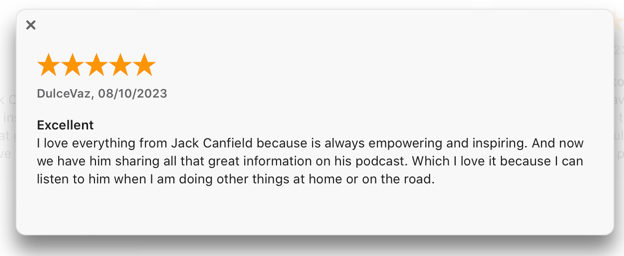 DulceVaz, 08/10/2023
Excellent
I love everything from Jack Canfield because is always empowering and inspiring. And now
we have him sharing all that great information on his podcast. Which I love it because I can
listen to him when I am doing other things at home or on the road.